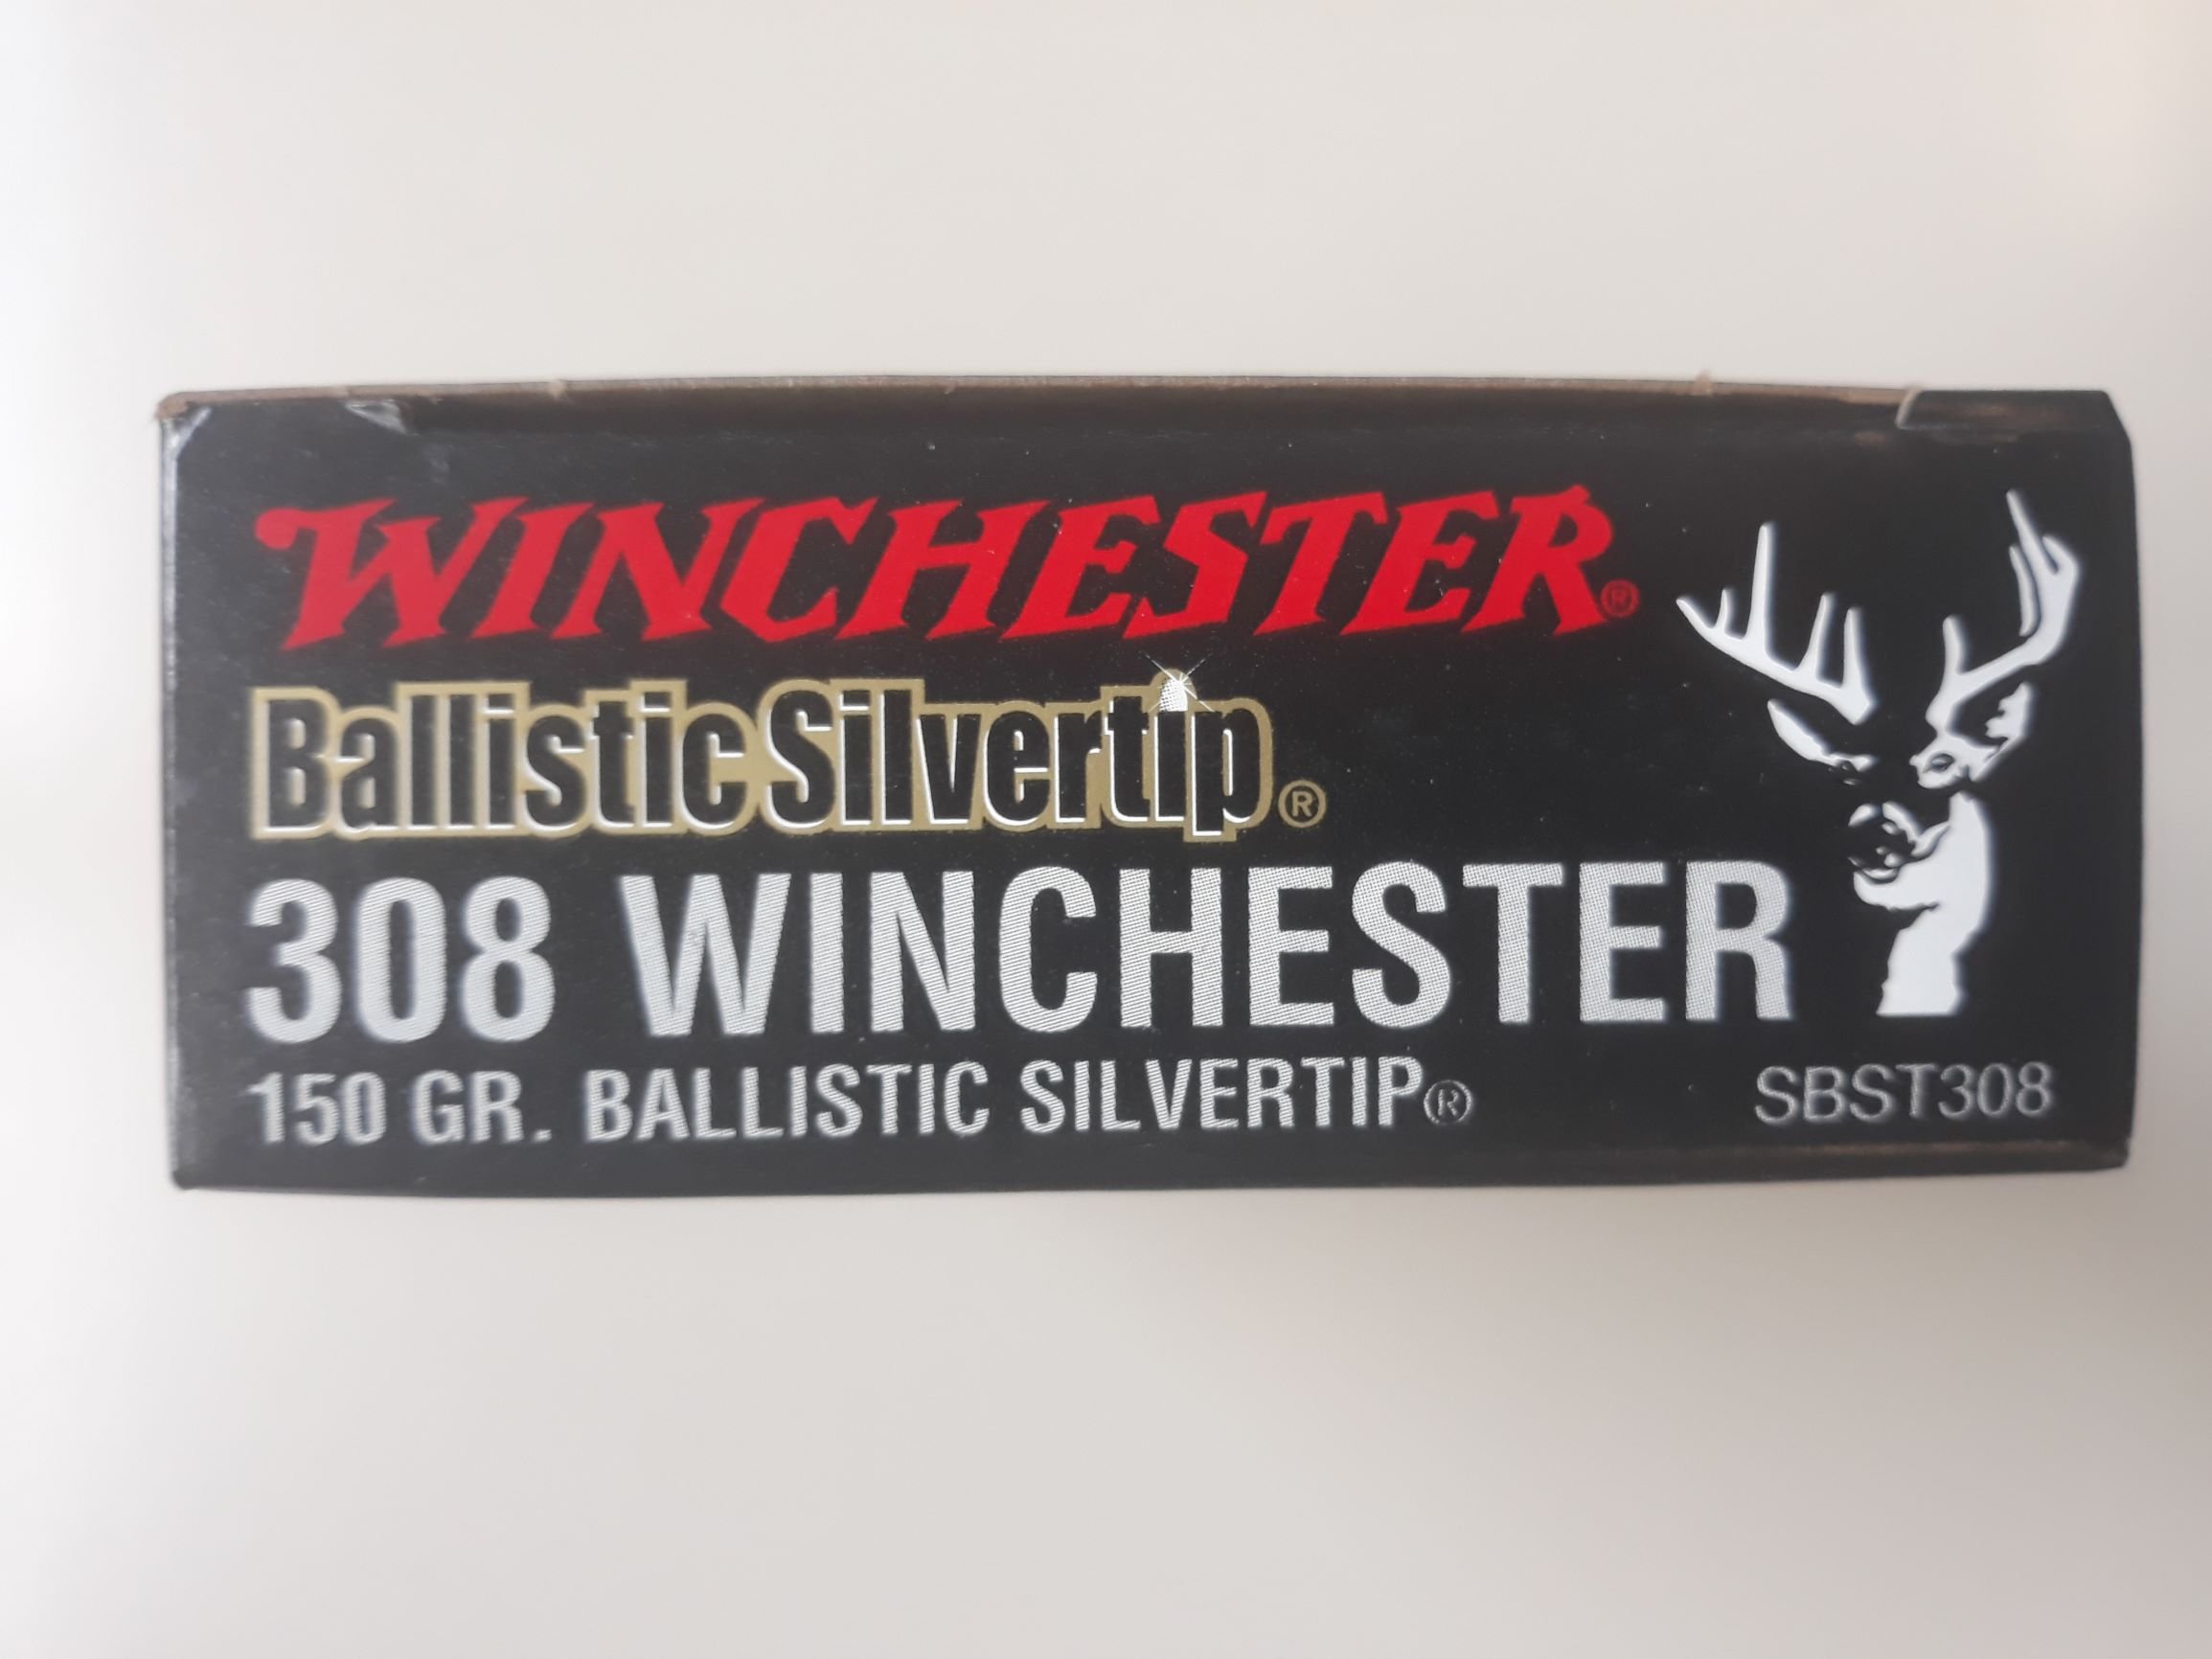 WINCHESTER®
Ballistic Silvertip®
308 WINCHESTER
150 GR. BALLISTIC SILVERTIP®
SBST308